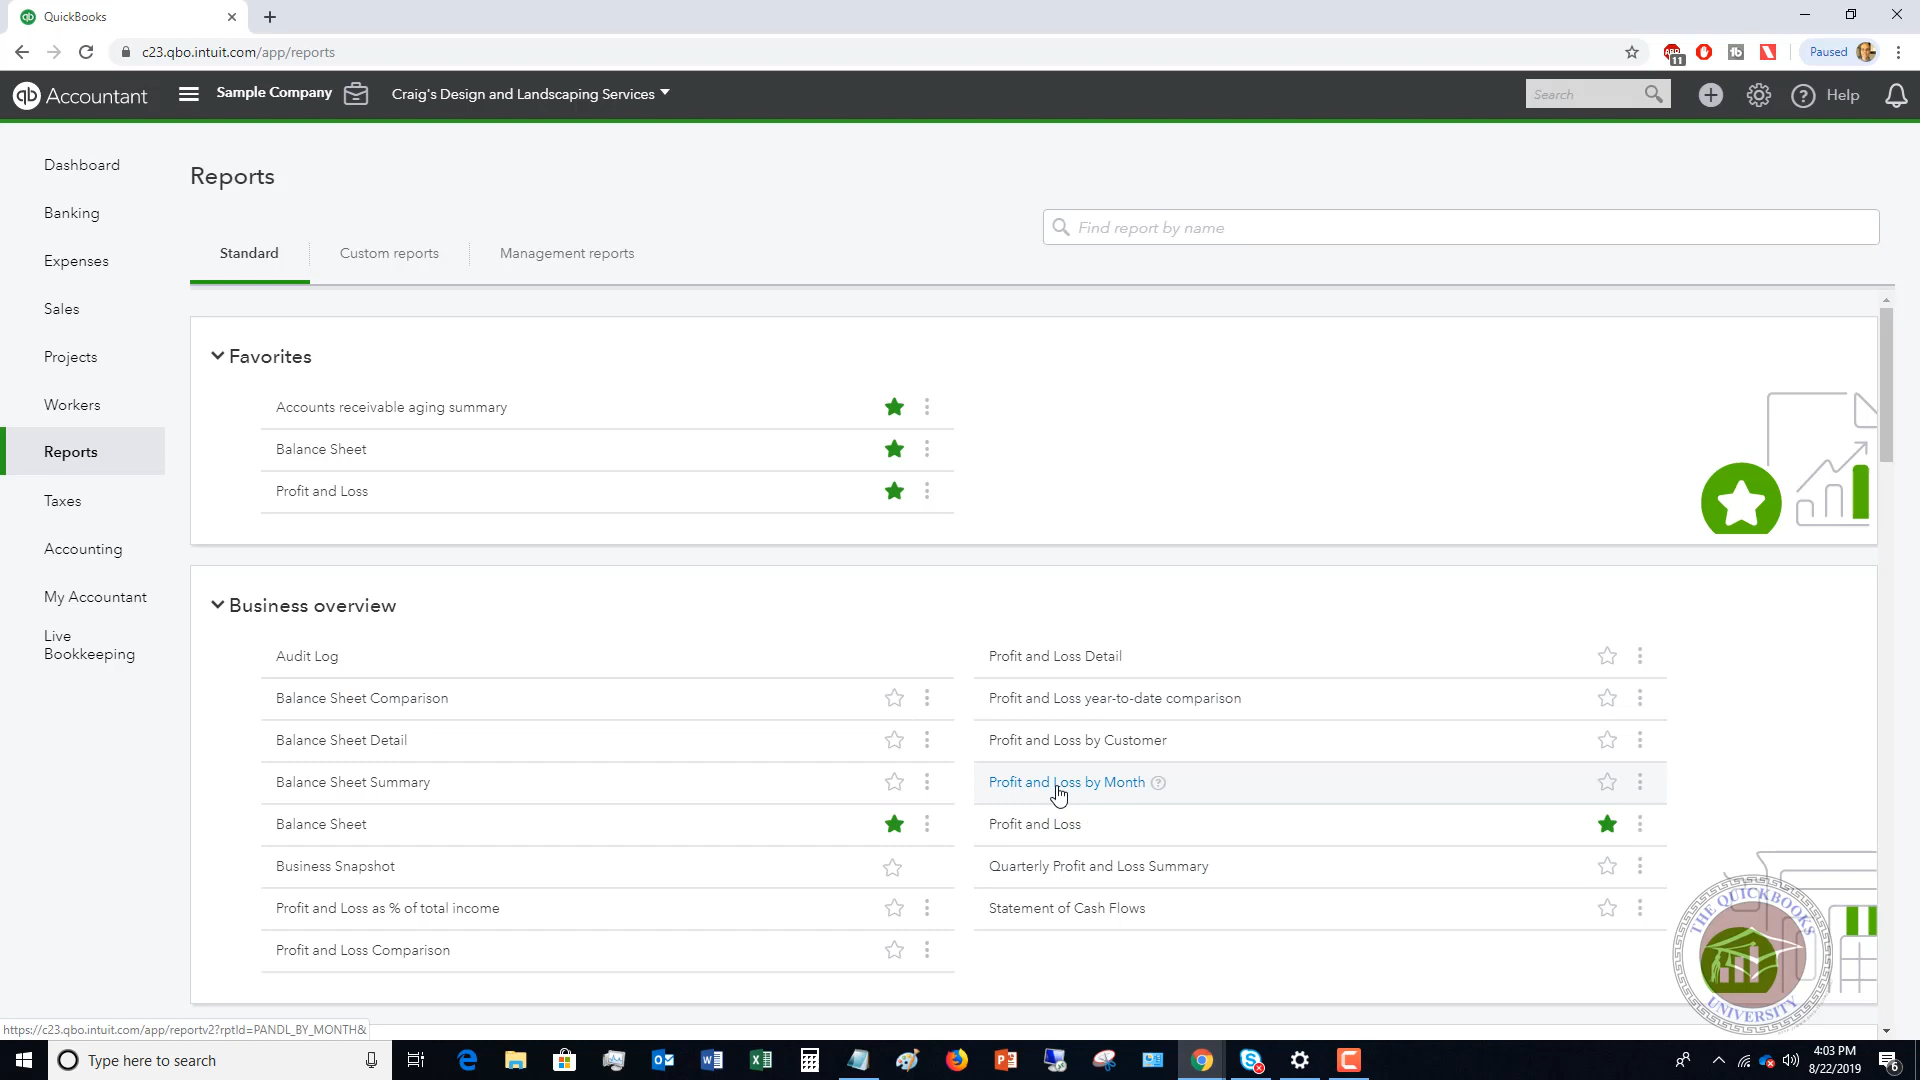 QuickBooks
c23.qbo.intuit.com/app/reports
11
Paused
qb Accountant
Sample Company
Craig's Design and Landscaping Services
Search
Help
Dashboard
Banking
Expenses
Sales
Projects
Workers
Reports
Taxes
Accounting
My Accountant
Live
Bookkeeping
Reports
Find report by name
Standard
Custom reports
Management reports
Favorites
Accounts receivable aging summary
Balance Sheet
Profit and Loss
Business overview
Audit Log
Balance Sheet Comparison
Balance Sheet Detail
Balance Sheet Summary
Balance Sheet
Business Snapshot
Profit and Loss as % of total income
Profit and Loss Comparison
Profit and Loss Detail
Profit and Loss year-to-date comparison
Profit and Loss by Customer
Profit and Loss by Month
Profit and Loss
Quarterly Profit and Loss Summary
Statement of Cash Flows
THE QUICKBOOKS
UNIVERSITY
https://c23.qbo.intuit.com/app/reportv2?rptId=PANDL_BY_MONTH&
Type here to search
4:03 PM
8/22/2019
6